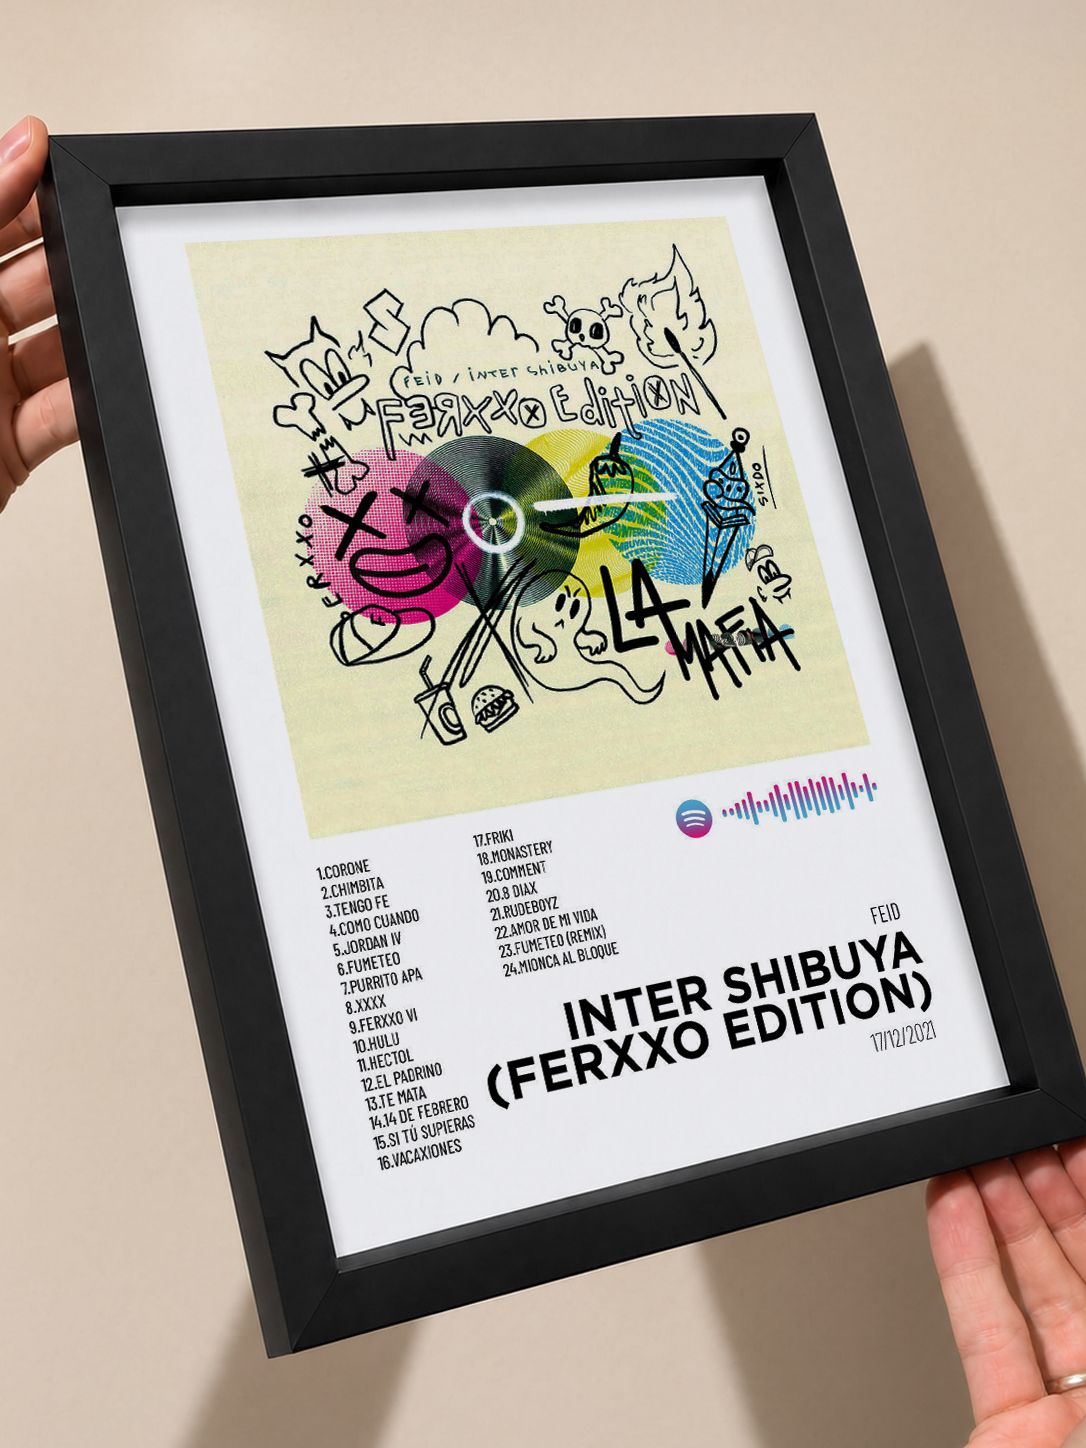 FEID / iNTER SHiBUYA
FERXXO EditiON
FERXXO
SIXDO
LA
MAFIA
1.CORONE
2.CHIMBITA
3.TENGO FE
4.COMO CUANDO
5.JORDAN IV
6.FUMETEO
7.PURRITO APA
8.XXXX
9.FERXXO VI
10.HULU
11.HECTOL
12.EL PADRINO
13.TE MATA
14.14 DE FEBRERO
15.SI TÚ SUPIERAS
16.VACAXIONES
17.FRIKI
18.MONASTERY
19.COMMENT
20.8 DIAX
21.RUDEBOYZ
22.AMOR DE MI VIDA
23.FUMETEO (REMIX)
24.MIONCA AL BLOQUE
FEID
INTER SHIBUYA
(FERXXO EDITION)
17/12/2021